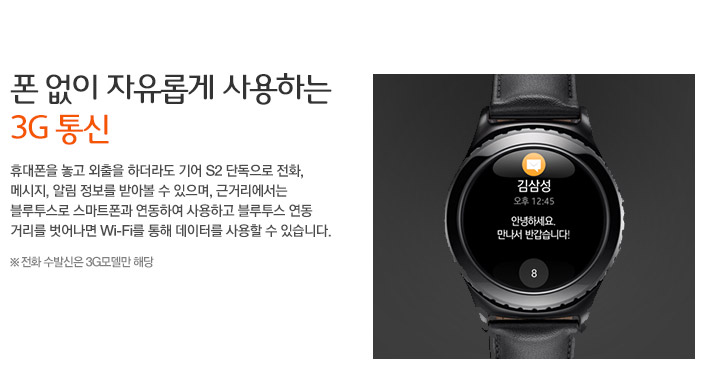 폰 없이 자유롭게 사용하는
3G 통신
휴대폰을 놓고 외출을 하더라도 기어 S2 단독으로 전화,
메시지, 알림 정보를 받아볼 수 있으며, 근거리에서는
블루투스로 스마트폰과 연동하여 사용하고 블루투스 연동
거리를 벗어나면 Wi-Fi를 통해 데이터를 사용할 수 있습니다.
※ 전화 수발신은 3G모델만 해당
김삼성
오후 12:45
안녕하세요.
만나서 반갑습니다!
8